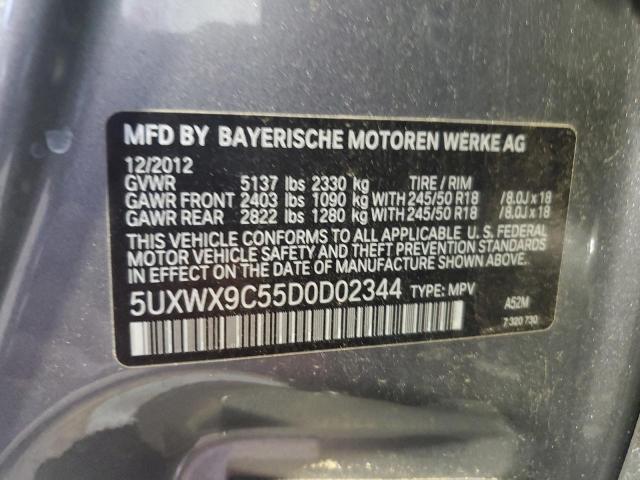 MFD BY BAYERISCHE MOTOREN WERKE AG
12/2012
GVWR 5137 lbs 2330 kg TIRE / RIM
GAWR FRONT 2403 lbs 1090 kg WITH 245/50 R18 / 8.0J x 18
GAWR REAR 2822 lbs 1280 kg WITH 245/50 R18 / 8.0J x 18
THIS VEHICLE CONFORMS TO ALL APPLICABLE U. S. FEDERAL
MOTOR VEHICLE SAFETY AND THEFT PREVENTION STANDARDS
IN EFFECT ON THE DATE OF MANUFACTURE SHOWN ABOVE.
5UXWX9C55D0D02344 TYPE: MPV
A52M
7 320 730